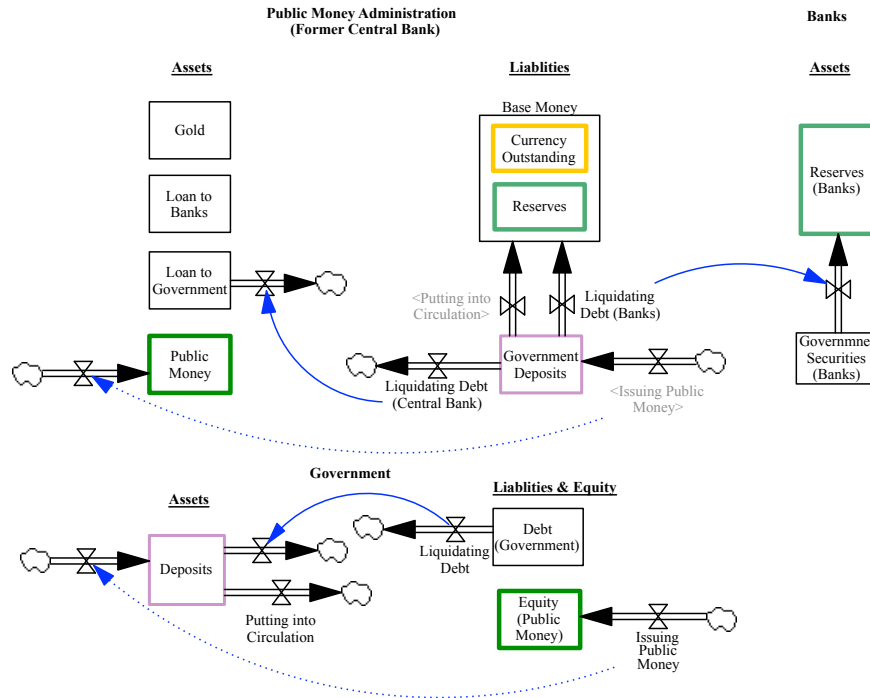 Public Money Administration
(Former Central Bank)
Banks
Assets
Liablities
Assets
Gold
Loan to
Banks
Loan to
Government
Public
Money
Base Money
Currency
Outstanding
Reserves
<Putting into
Circulation>
Liquidating
Debt (Banks)
Government
Deposits
Liquidating Debt
(Central Bank)
<Issuing Public
Money>
Reserves
(Banks)
Governmne
Securities
(Banks)
Government
Assets
Liablities & Equity
Deposits
Putting into
Circulation
Liquidating
Debt
Debt
(Government)
Equity
(Public
Money)
Issuing
Public
Money